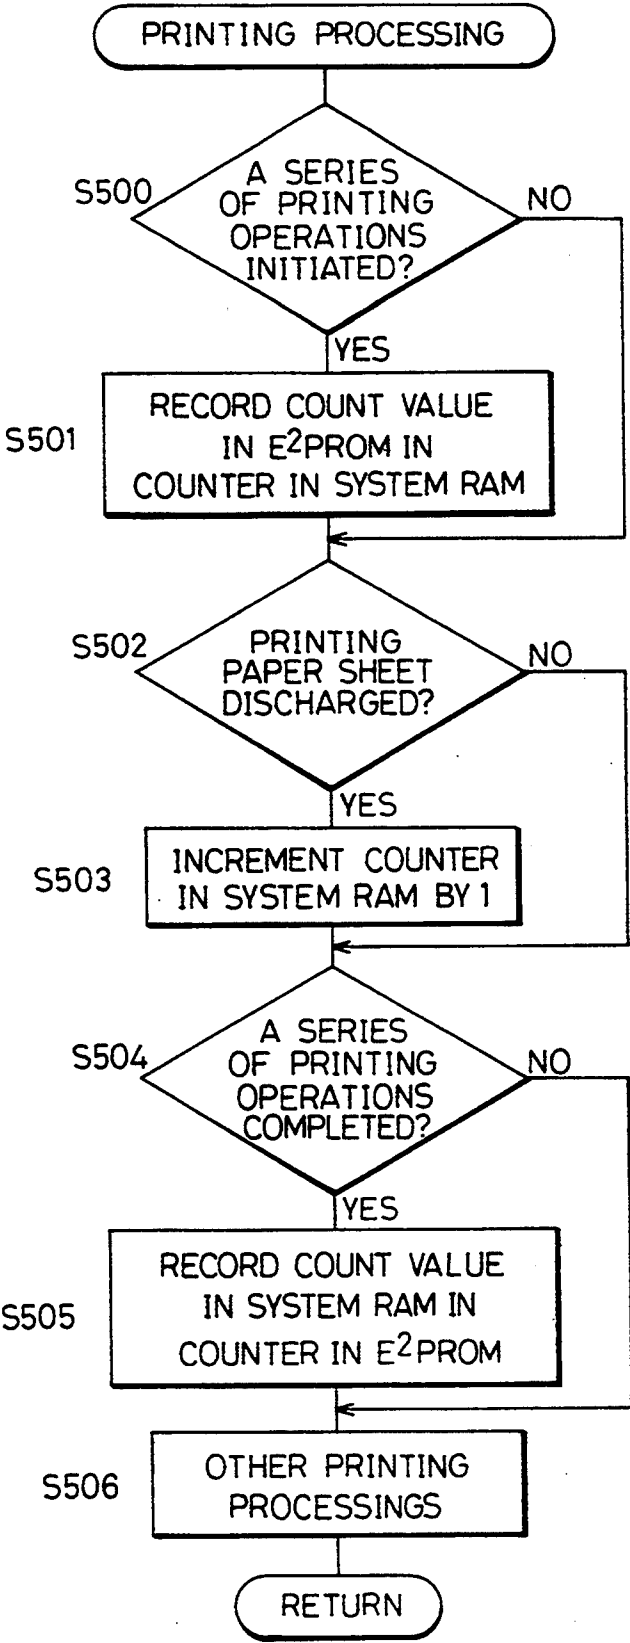 PRINTING PROCESSING
S500
A SERIES
OF PRINTING
OPERATIONS
INITIATED?
NO
YES
S501
RECORD COUNT VALUE
IN E²PROM IN
COUNTER IN SYSTEM RAM
S502
PRINTING
PAPER SHEET
DISCHARGED?
NO
YES
S503
INCREMENT COUNTER
IN SYSTEM RAM BY 1
S504
A SERIES
OF PRINTING
OPERATIONS
COMPLETED?
NO
YES
S505
RECORD COUNT VALUE
IN SYSTEM RAM IN
COUNTER IN E²PROM
S506
OTHER PRINTING
PROCESSINGS
RETURN